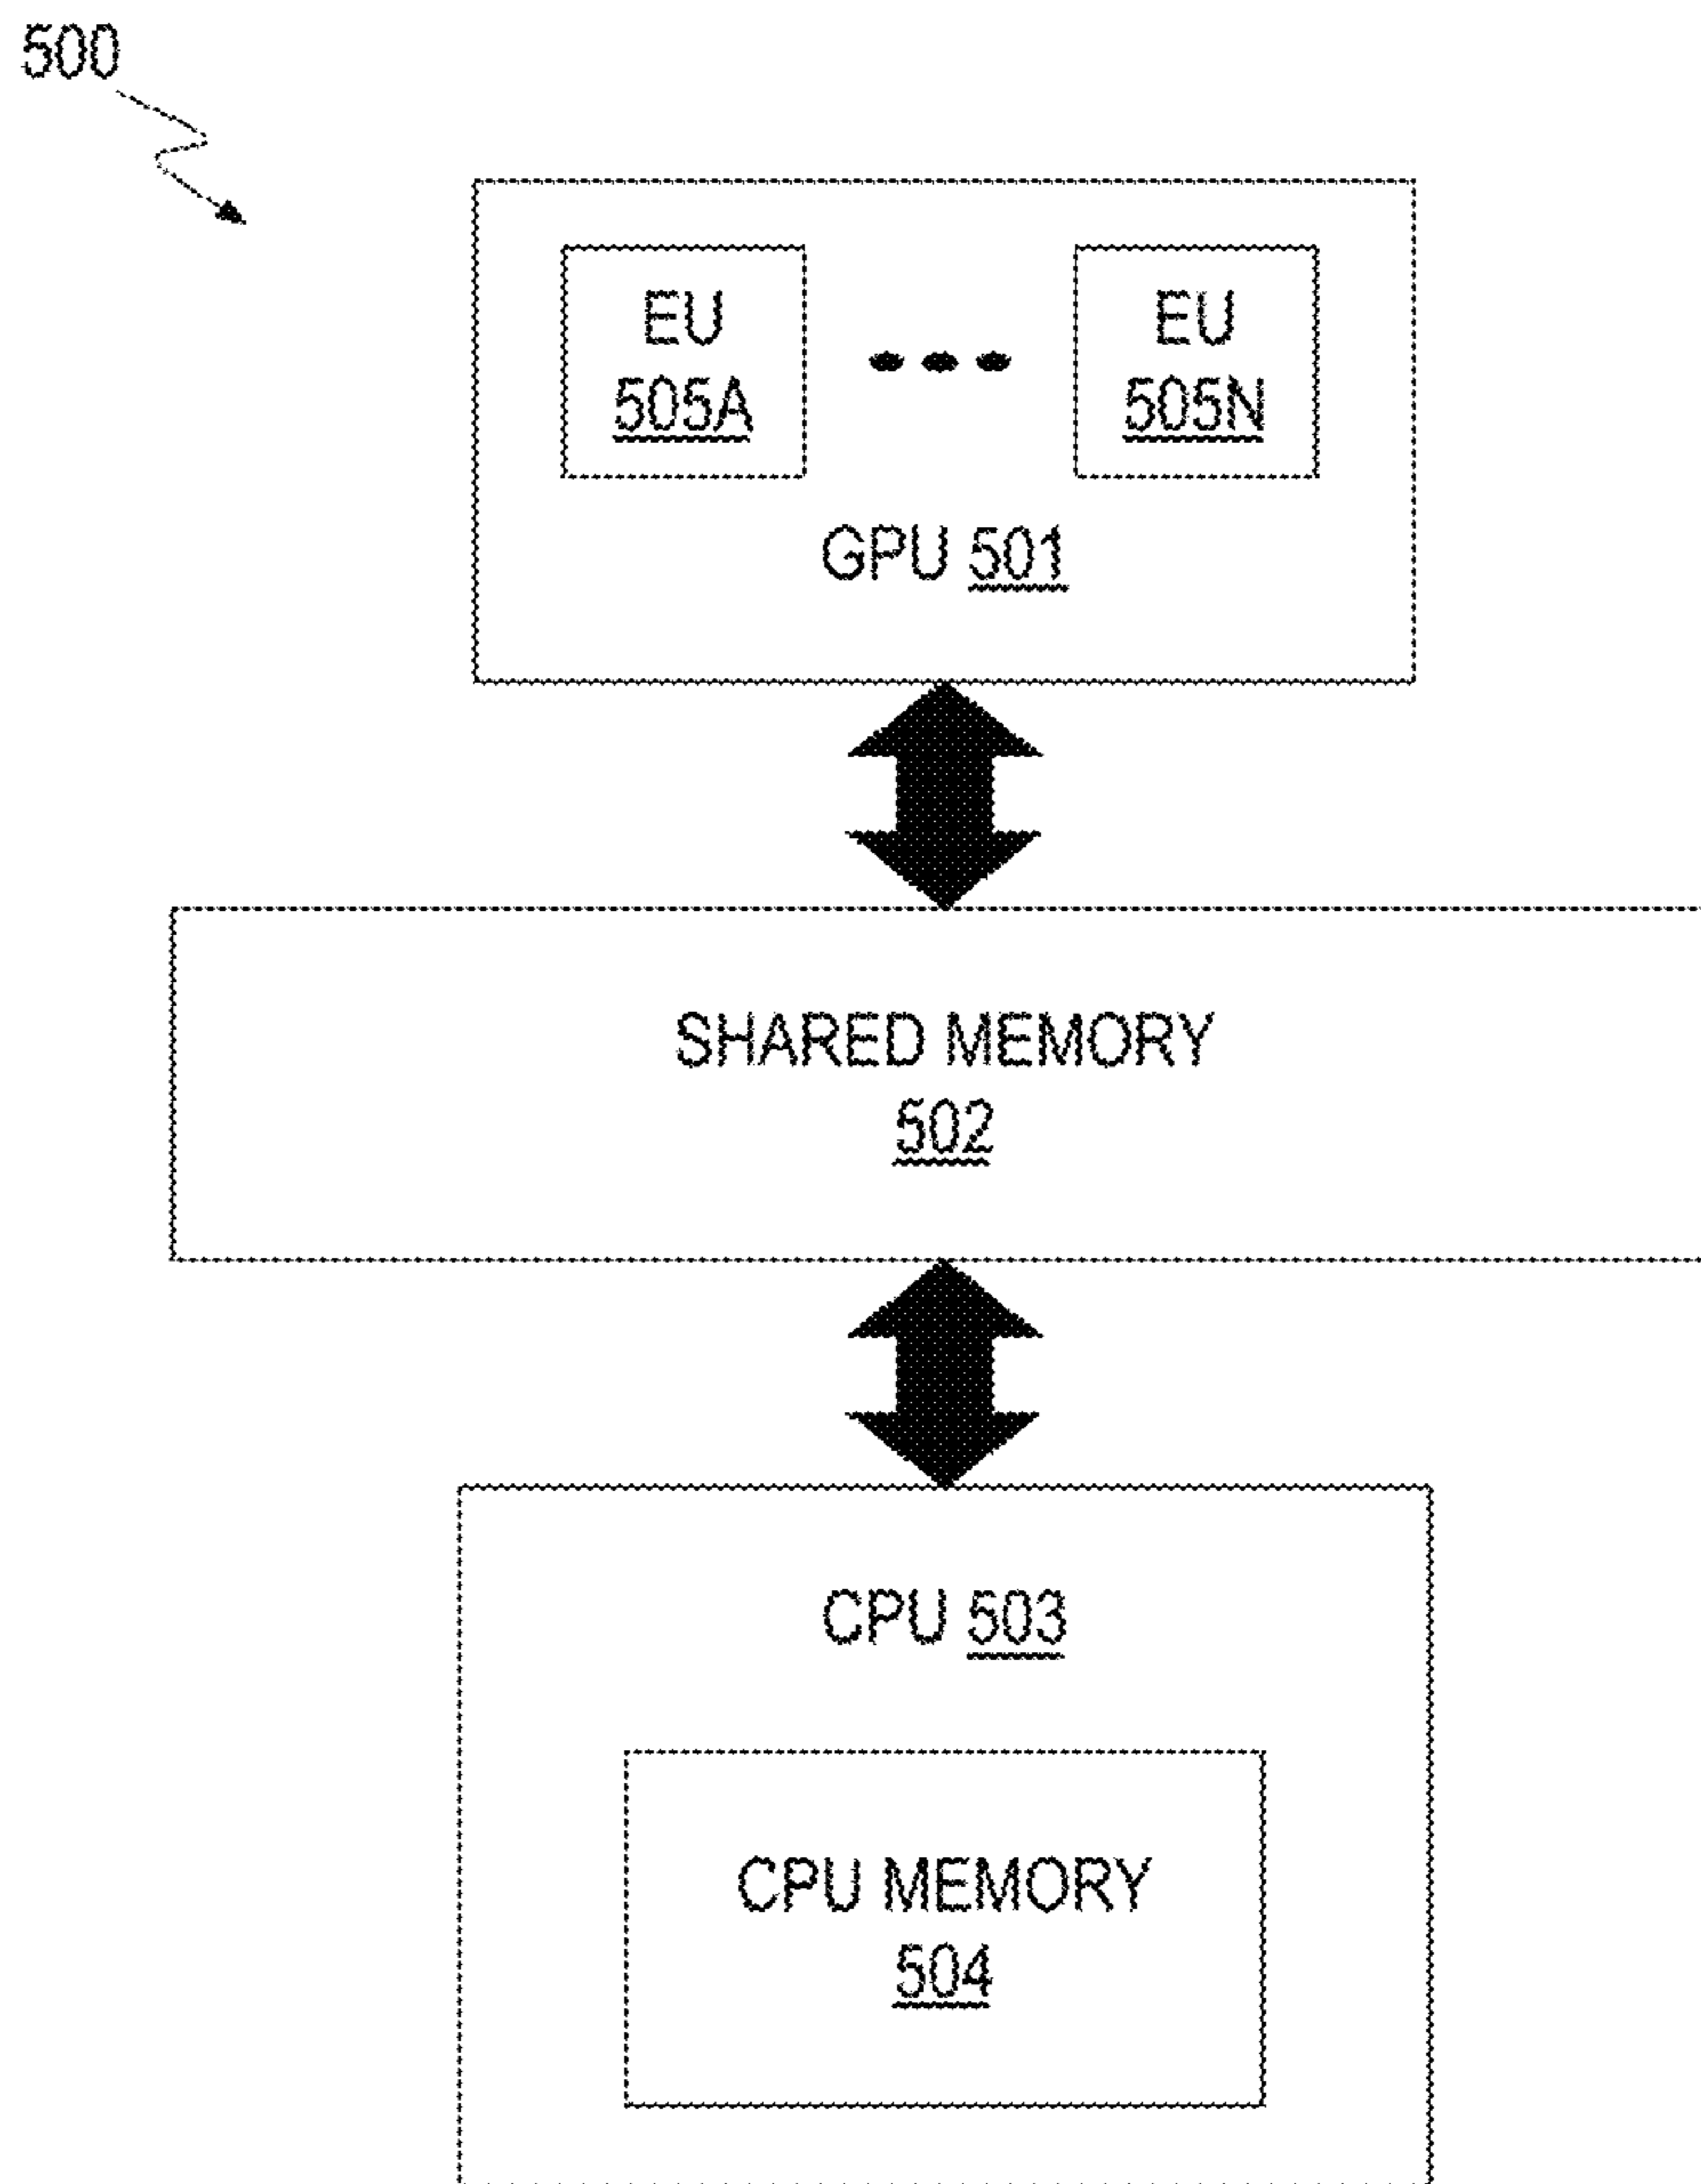 500
EU EU
505A 505N
GPU 501
SHARED MEMORY
502
CPU 503
CPU MEMORY
504